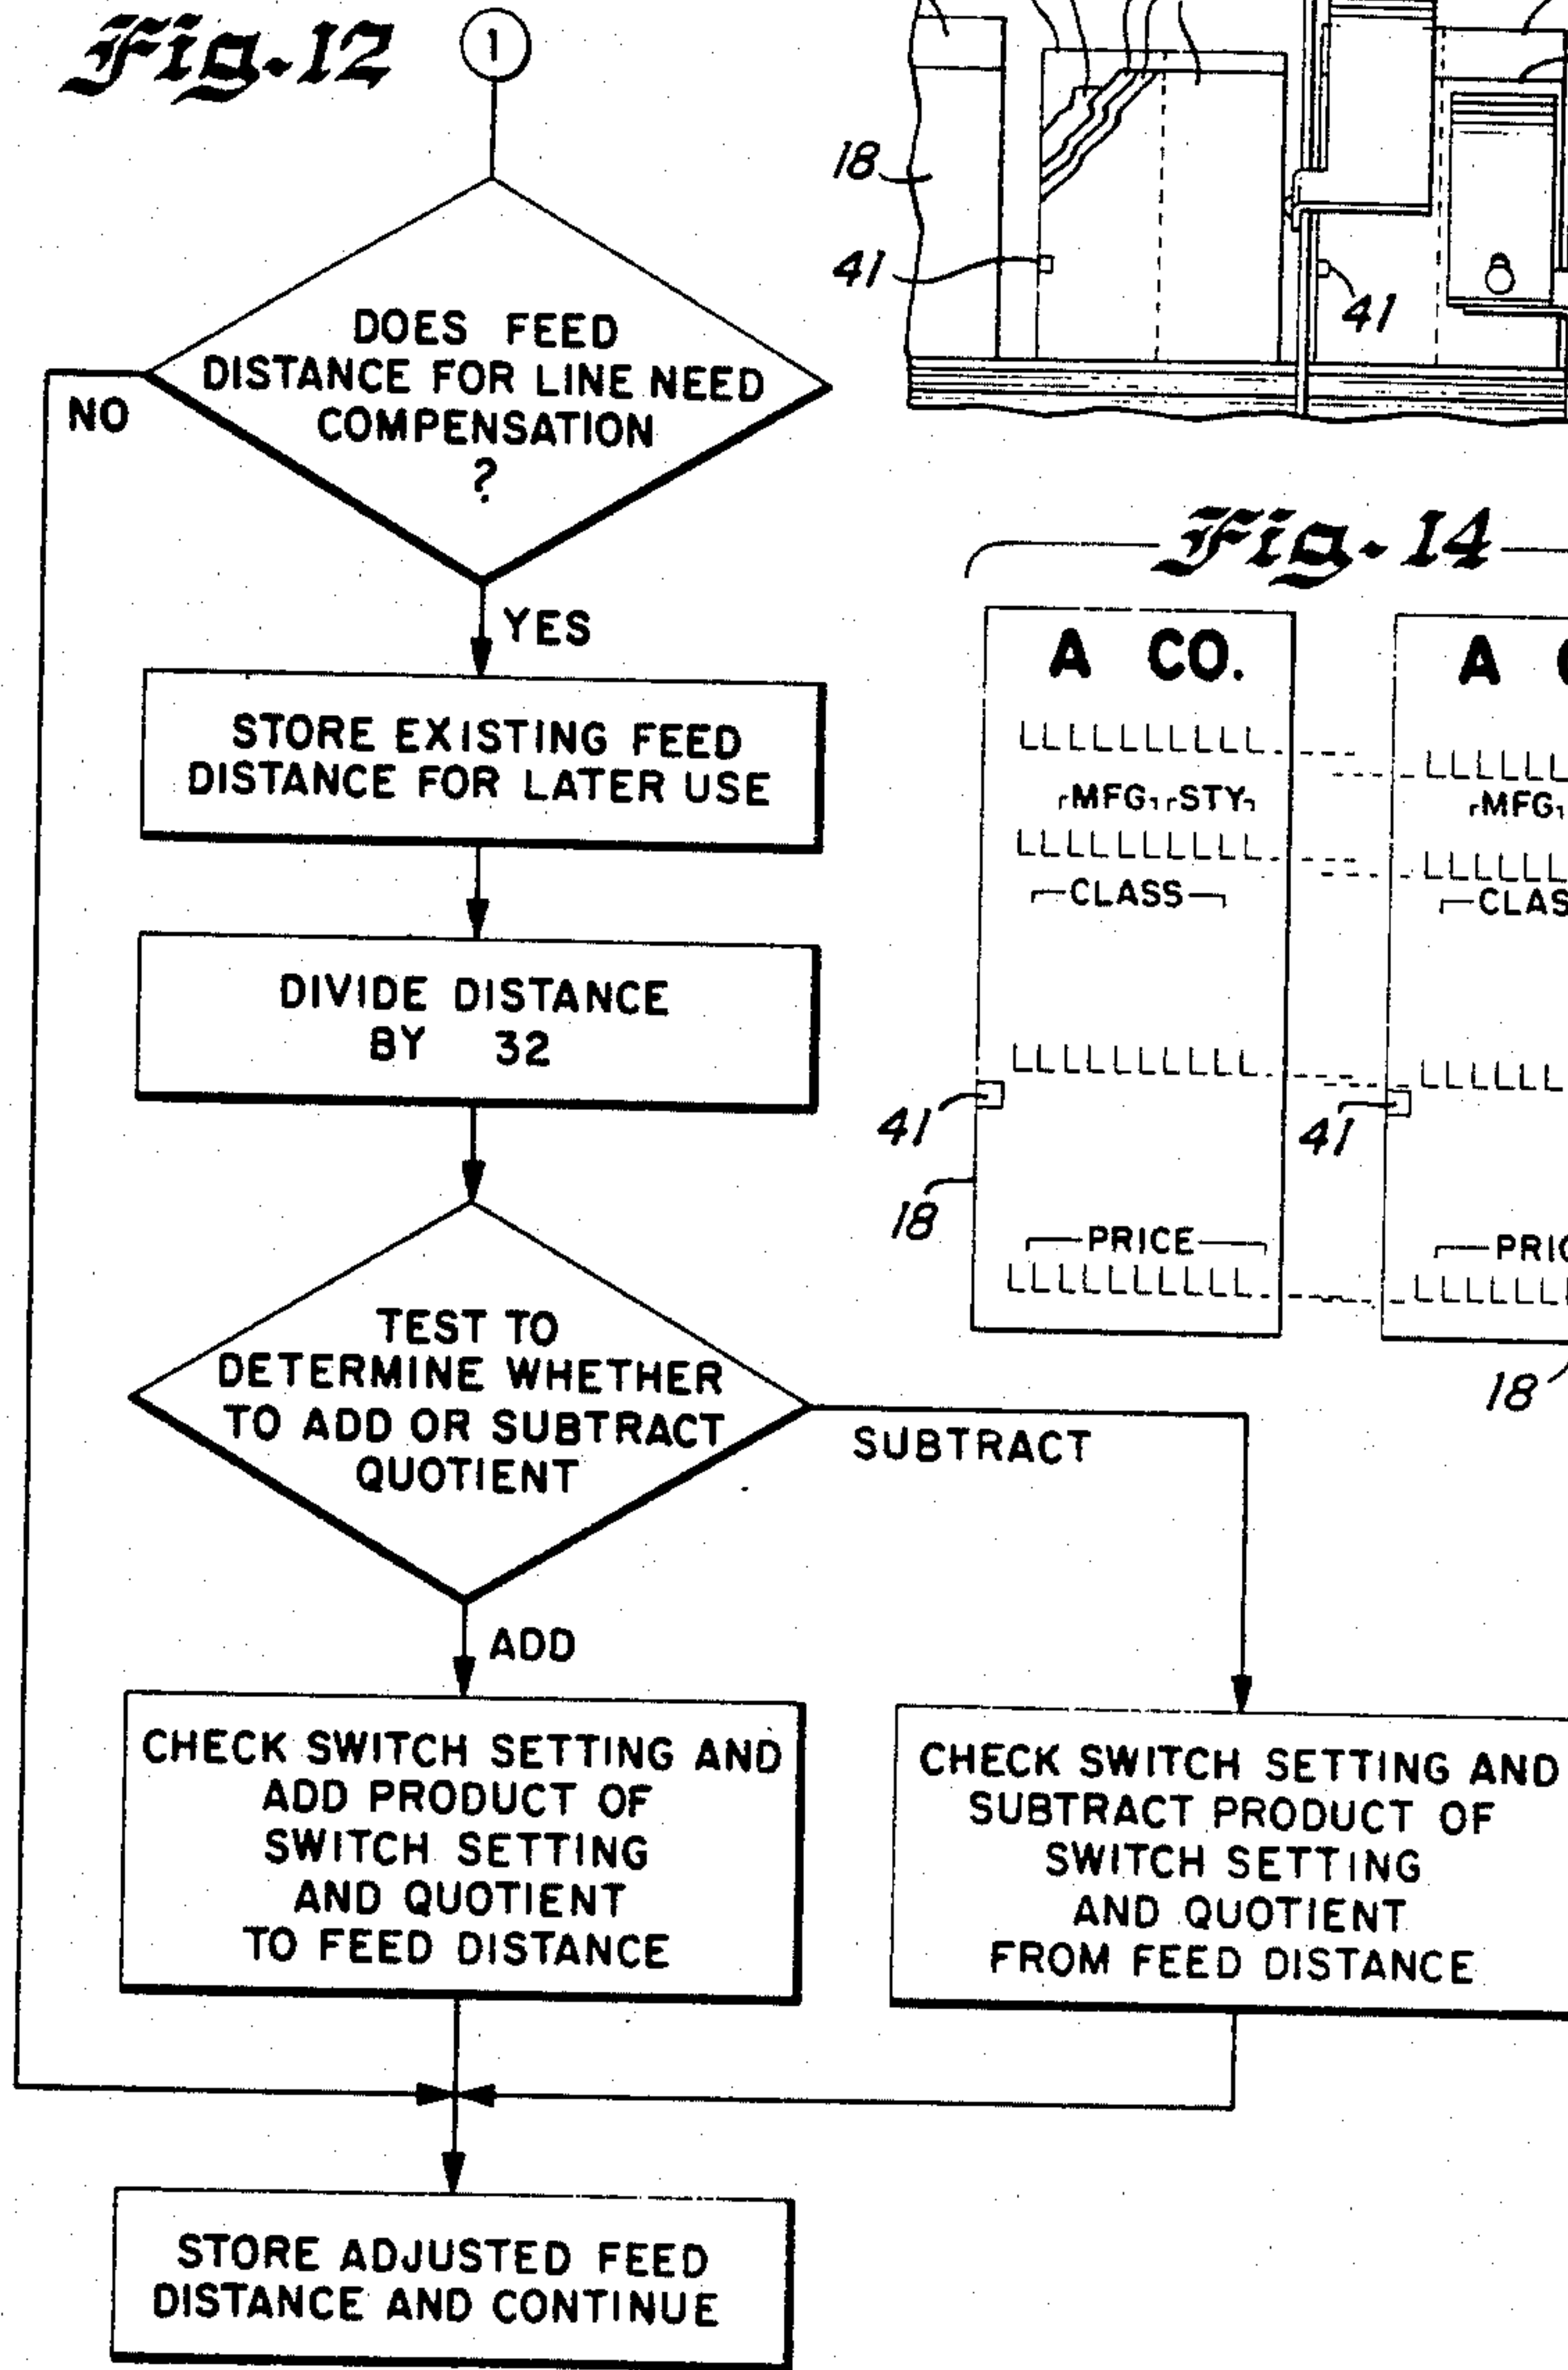 Fig. 12
1
DOES FEED
DISTANCE FOR LINE NEED
COMPENSATION
?
NO
YES
STORE EXISTING FEED
DISTANCE FOR LATER USE
DIVIDE DISTANCE
BY 32
TEST TO
DETERMINE WHETHER
TO ADD OR SUBTRACT
QUOTIENT
SUBTRACT
ADD
CHECK SWITCH SETTING AND
ADD PRODUCT OF
SWITCH SETTING
AND QUOTIENT
TO FEED DISTANCE
CHECK SWITCH SETTING AND
SUBTRACT PRODUCT OF
SWITCH SETTING
AND QUOTIENT
FROM FEED DISTANCE
STORE ADJUSTED FEED
DISTANCE AND CONTINUE
18
41
41
Fig. 14
A CO.
LLLLLLLLLL
MFG. STY.
LLLLLLLLLL
CLASS
LLLLLLLLLL
41
18
PRICE
LLLLLLLLLL
A
LLLLLL
MFG.
LLLLLL
CLAS
LLLLLL
41
PRIC
LLLLLL
18